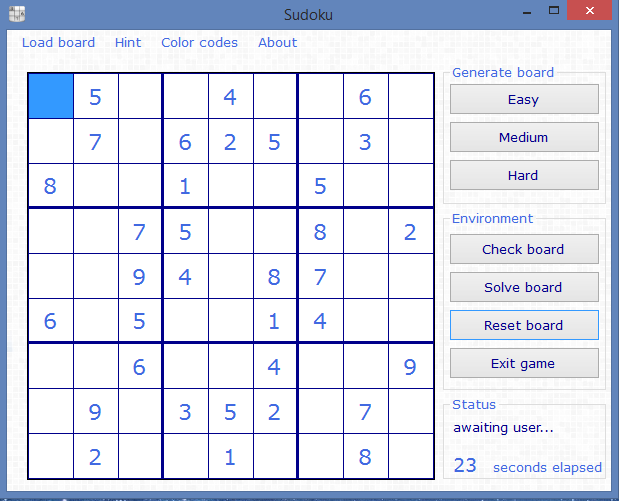 Sudoku
Load board Hint Color codes About
5 4 6
7 6 2 5 3
8 1 5
7 5 8 2
9 4 8 7
6 5 1 4
6 4 9
9 3 5 2 7
2 1 8
Generate board
Easy
Medium
Hard
Environment
Check board
Solve board
Reset board
Exit game
Status
awaiting user...
23 seconds elapsed